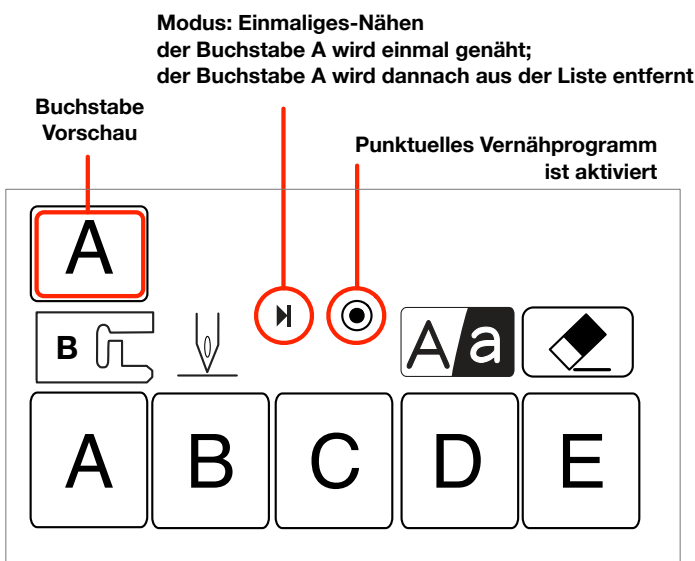 Modus: Einmaliges-Nähen
der Buchstabe A wird einmal genäht;
der Buchstabe A wird dannach aus der Liste entfernt
Buchstabe
Vorschau
Punktuelles Vernähprogramm
ist aktiviert
A
B
A a
A B C D E